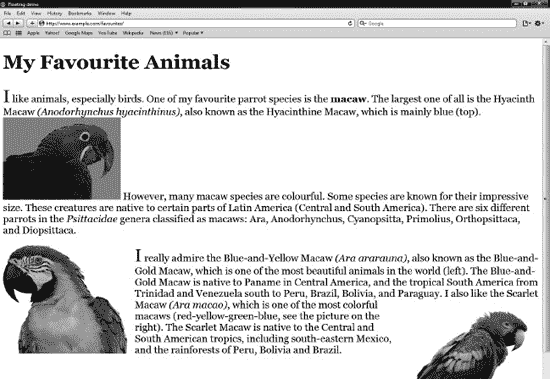 Floating demo
File Edit View History Bookmarks Window Help
http://www.example.com/favourites/
Google
Apple Yahoo! Google Maps YouTube Wikipedia News (186) Popular
My Favourite Animals
I like animals, especially birds. One of my favourite parrot species is the macaw. The largest one of all is the Hyacinth
Macaw (Anodorhynchus hyacinthinus), also known as the Hyacinthine Macaw, which is mainly blue (top).
However, many macaw species are colourful. Some species are known for their impressive
size. These creatures are native to certain parts of Latin America (Central and South America). There are six different
parrots in the Psittacidae genera classified as macaws: Ara, Anodorhynchus, Cyanopsitta, Primolius, Orthopsittaca,
and Diopsittaca.
I really admire the Blue-and-Yellow Macaw (Ara ararauna), also known as the Blue-and-
Gold Macaw, which is one of the most beautiful animals in the world (left). The Blue-and-
Gold Macaw is native to Paname in Central America, and the tropical South America from
Trinidad and Venezuela south to Peru, Brazil, Bolivia, and Paraguay. I also like the Scarlet
Macaw (Ara macao), which is one of the most colorful
macaws (red-yellow-green-blue, see the picture on the
right). The Scarlet Macaw is native to the Central and
South American tropics, including south-eastern Mexico,
and the rainforests of Peru, Bolivia and Brazil.